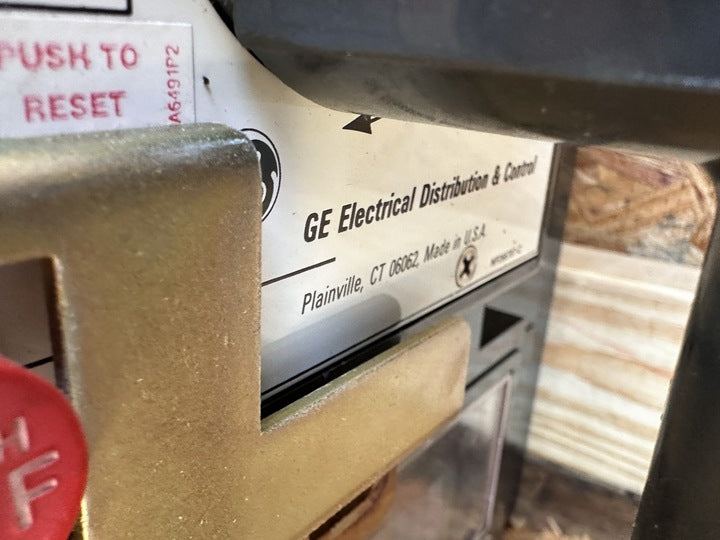 PUSH TO
RESET
A6491P2
GE Electrical Distribution & Control
Plainville, CT 06062, Made in U.S.A.
F